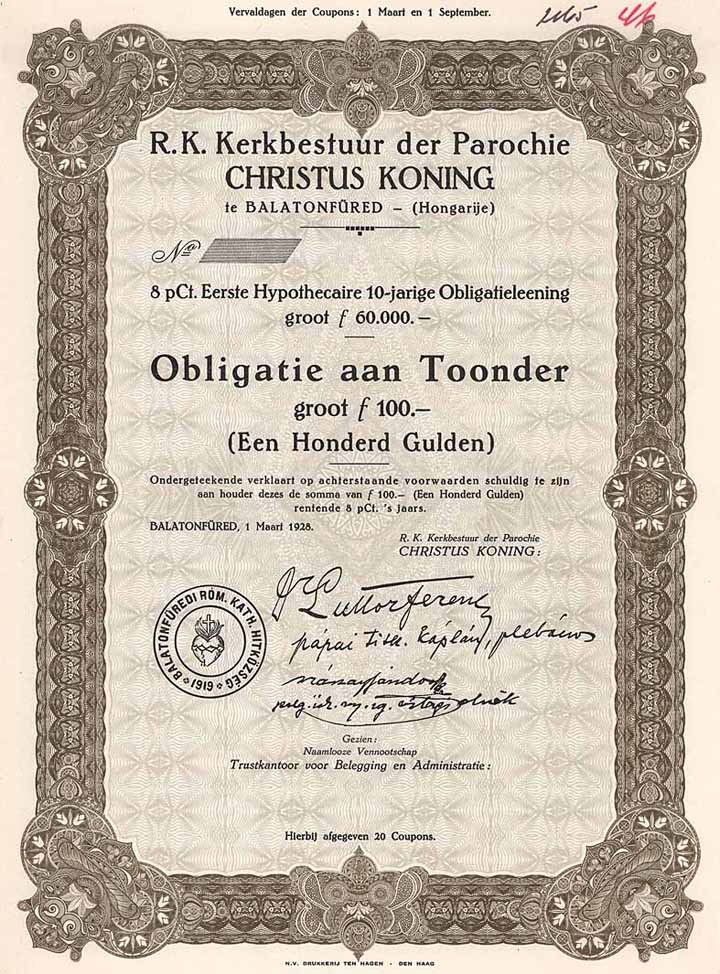 Vervaldagen der Coupons: 1 Maart en 1 September.
R.K. Kerkbestuur der Parochie
CHRISTUS KONING
te BALATONFÜRED – (Hongarije)
No
8 pCt. Eerste Hypothecaire 10-jarige Obligatieleening
groot f 60.000.–
Obligatie aan Toonder
groot f 100.–
(Een Honderd Gulden)
Ondergeteekende verklaart op achterstaande voorwaarden schuldig te zijn
aan houder dezes de somma van f 100.– (Een Honderd Gulden)
rentende 8 pCt. 's Jaars.
BALATONFÜRED, 1 Maart 1928.
R. K. Kerkbestuur der Parochie
CHRISTUS KONING:
BALATONFÜREDI RÓM. KATH. HITKÖZSÉG
1919
Luttor Ferenc
pápai titk. káplán, plébános
Gezien:
Naamlooze Vennootschap
Trustkantoor voor Belegging en Administratie:
Hierbij afgegeven 20 Coupons.
N.V. DRUKKERIJ TEN HAGEN - DEN HAAG